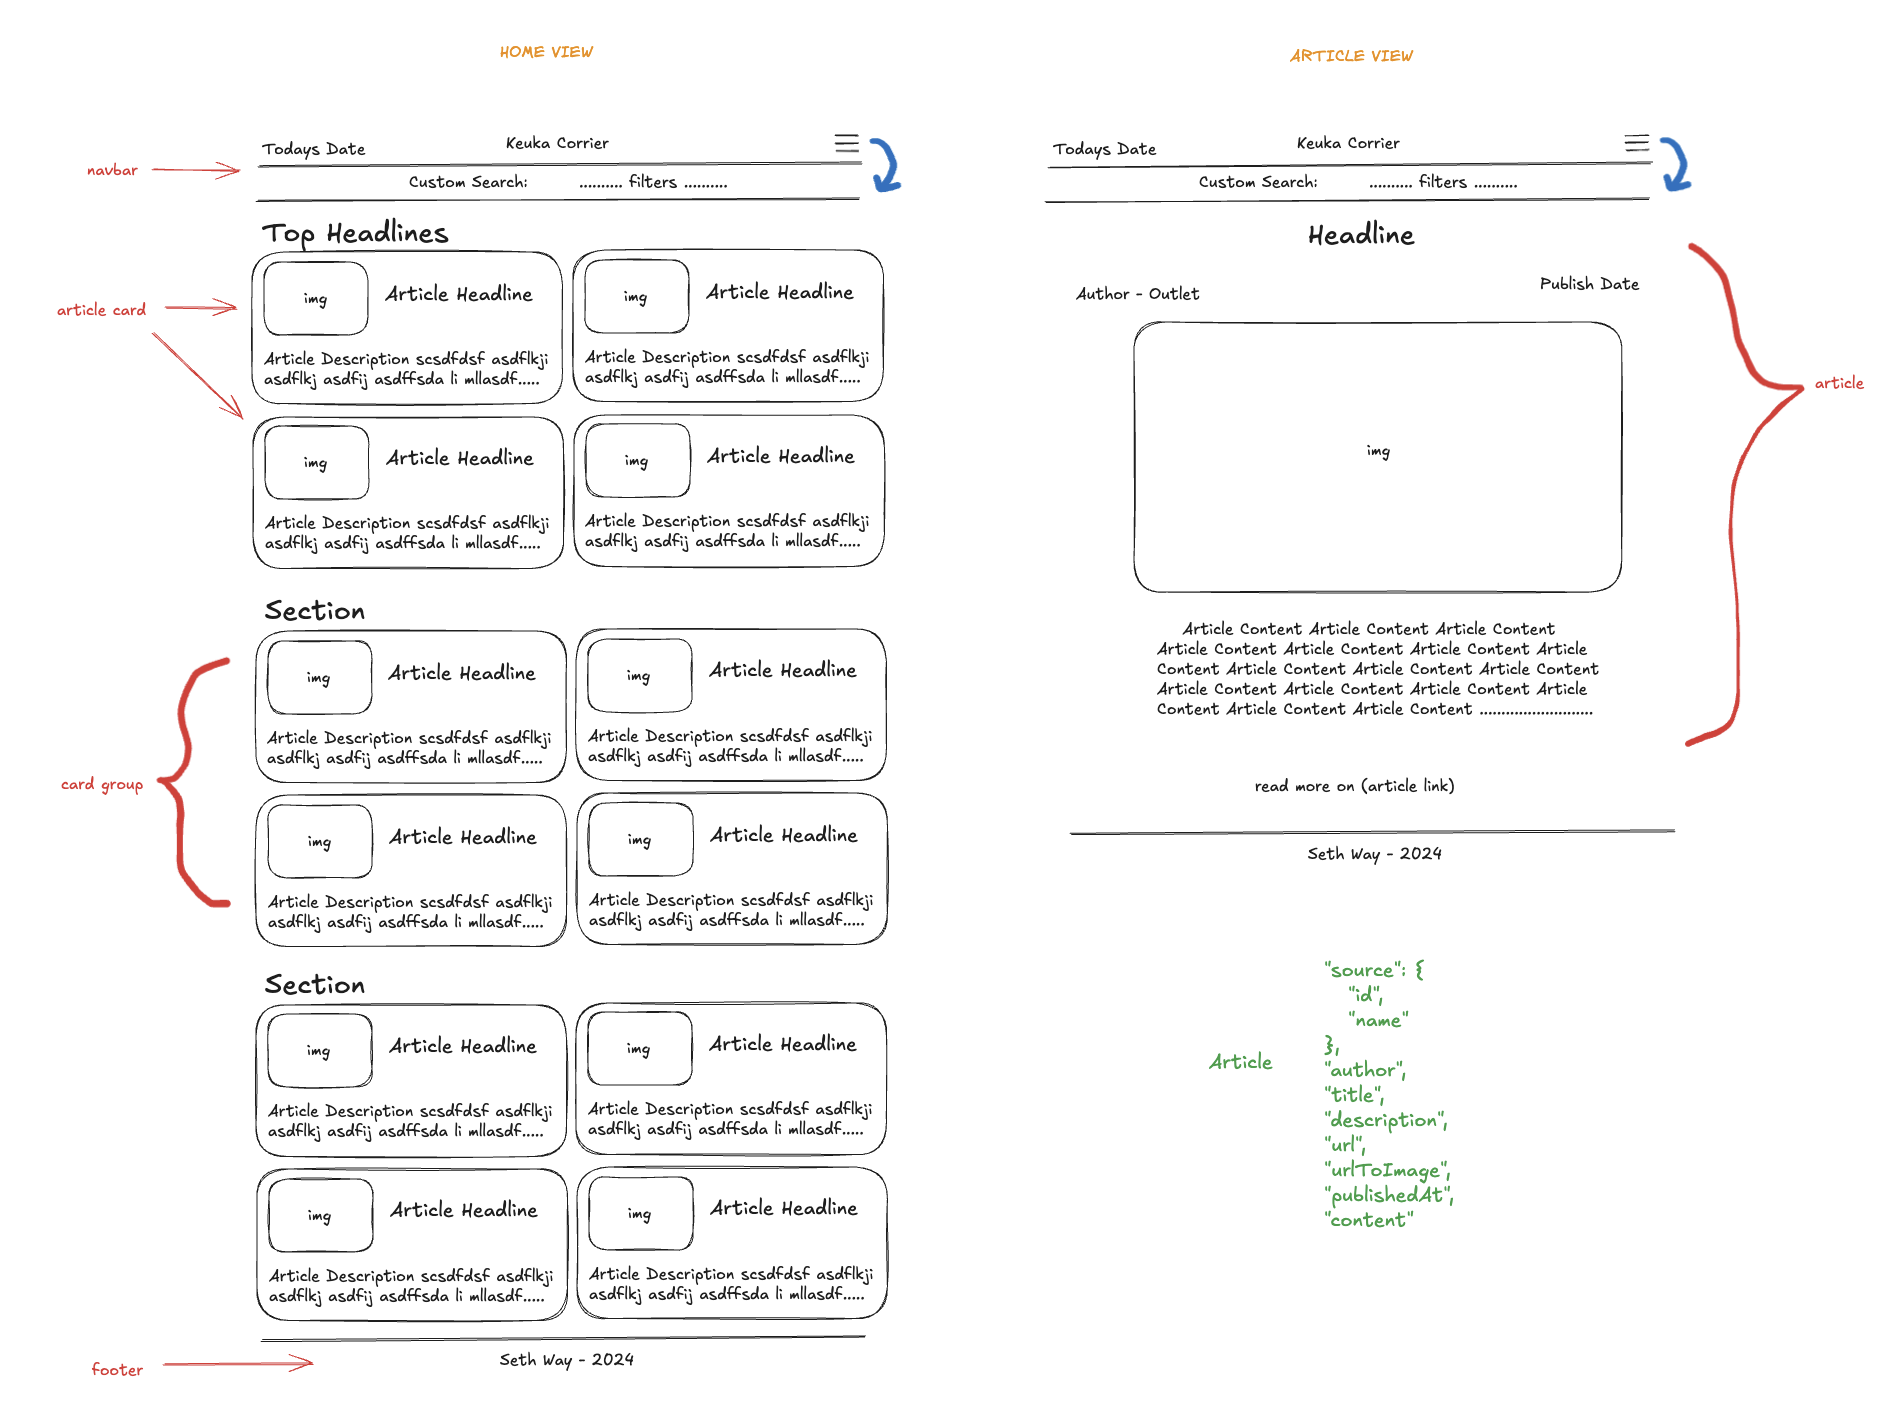 HOME VIEW
Todays Date
Keuka Corrier
navbar
Custom Search:
.......... filters ..........
Top Headlines
article card
img
Article Headline
Article Description scsdfdsf asdflkji
asdflkj asdfij asdffsda li mllasdf.....
img
Article Headline
Article Description scsdfdsf asdflkji
asdflkj asdfij asdffsda li mllasdf.....
img
Article Headline
Article Description scsdfdsf asdflkji
asdflkj asdfij asdffsda li mllasdf.....
img
Article Headline
Article Description scsdfdsf asdflkji
asdflkj asdfij asdffsda li mllasdf.....
Section
card group
img
Article Headline
Article Description scsdfdsf asdflkji
asdflkj asdfij asdffsda li mllasdf.....
img
Article Headline
Article Description scsdfdsf asdflkji
asdflkj asdfij asdffsda li mllasdf.....
img
Article Headline
Article Description scsdfdsf asdflkji
asdflkj asdfij asdffsda li mllasdf.....
img
Article Headline
Article Description scsdfdsf asdflkji
asdflkj asdfij asdffsda li mllasdf.....
Section
img
Article Headline
Article Description scsdfdsf asdflkji
asdflkj asdfij asdffsda li mllasdf.....
img
Article Headline
Article Description scsdfdsf asdflkji
asdflkj asdfij asdffsda li mllasdf.....
img
Article Headline
Article Description scsdfdsf asdflkji
asdflkj asdfij asdffsda li mllasdf.....
img
Article Headline
Article Description scsdfdsf asdflkji
asdflkj asdfij asdffsda li mllasdf.....
footer
Seth Way - 2024
ARTICLE VIEW
Todays Date
Keuka Corrier
Custom Search:
.......... filters ..........
Headline
Author - Outlet
Publish Date
img
article
Article Content Article Content Article Content
Article Content Article Content Article Content Article
Content Article Content Article Content Article Content
Article Content Article Content Article Content Article
Content Article Content Article Content ..........................
read more on (article link)
Seth Way - 2024
Article
"source": {
"id",
"name"
},
"author",
"title",
"description",
"url",
"urlToImage",
"publishedAt",
"content"